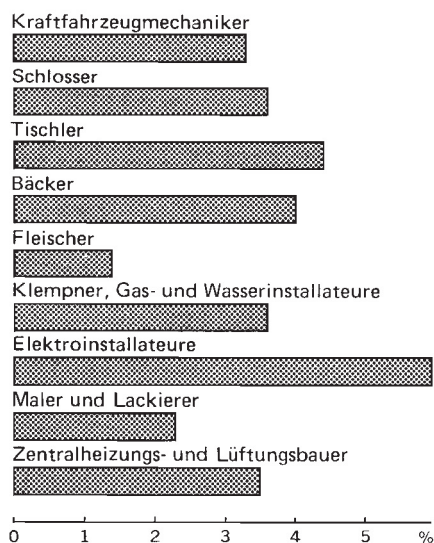 Kraftfahrzeugmechaniker
Schlosser
Tischler
Bäcker
Fleischer
Klempner, Gas- und Wasserinstallateure
Elektroinstallateure
Maler und Lackierer
Zentralheizungs- und Lüftungsbauer
0 1 2 3 4 5 %